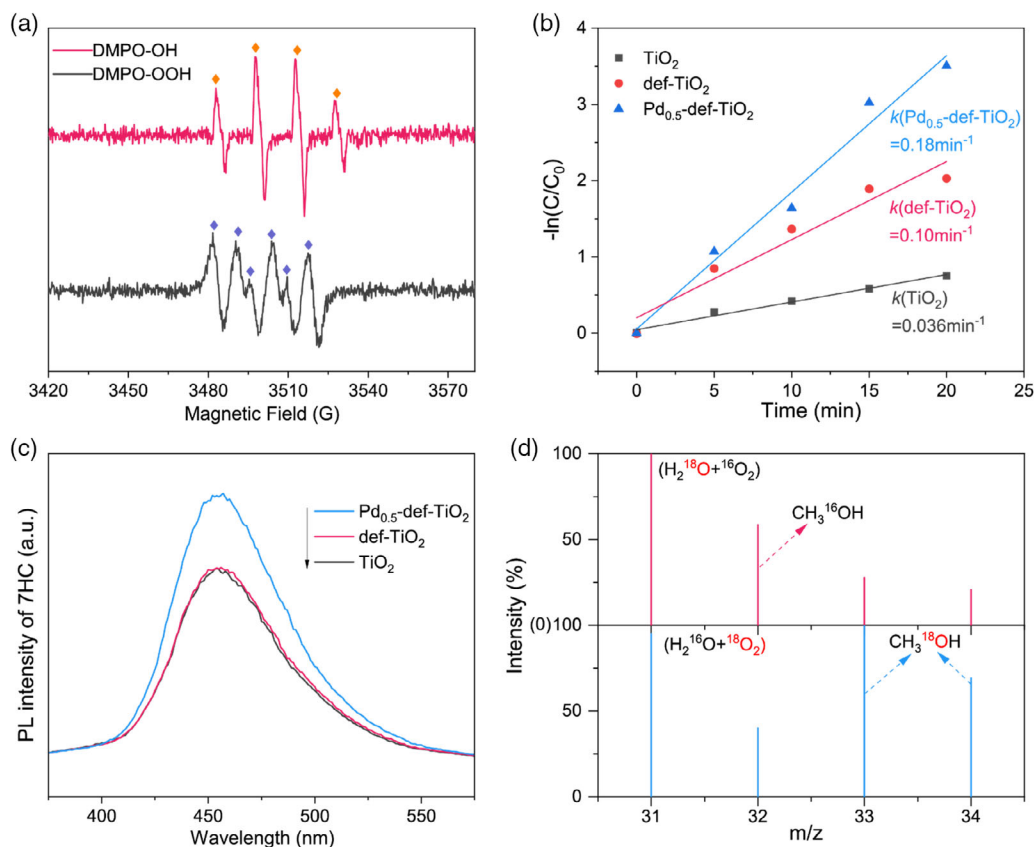 (a)
DMPO-OH
DMPO-OOH
3420 3450 3480 3510 3540 3570
Magnetic Field (G)
(b)
TiO₂
def-TiO₂
Pd₀.₅-def-TiO₂
k(Pd₀.₅-def-TiO₂)
=0.18min⁻¹
k(def-TiO₂)
=0.10min⁻¹
k(TiO₂)
=0.036min⁻¹
-ln(C/C₀)
4
3
2
1
0
0 5 10 15 20 25
Time (min)
(c)
Pd₀.₅-def-TiO₂
def-TiO₂
TiO₂
PL intensity of 7HC (a.u.)
400 450 500 550
Wavelength (nm)
(d)
(H₂¹⁸O+¹⁶O₂)
CH₃¹⁶OH
(H₂¹⁶O+¹⁸O₂)
CH₃¹⁸OH
Intensity (%)
100
50
(0)100
50
0
31 32 33 34
m/z